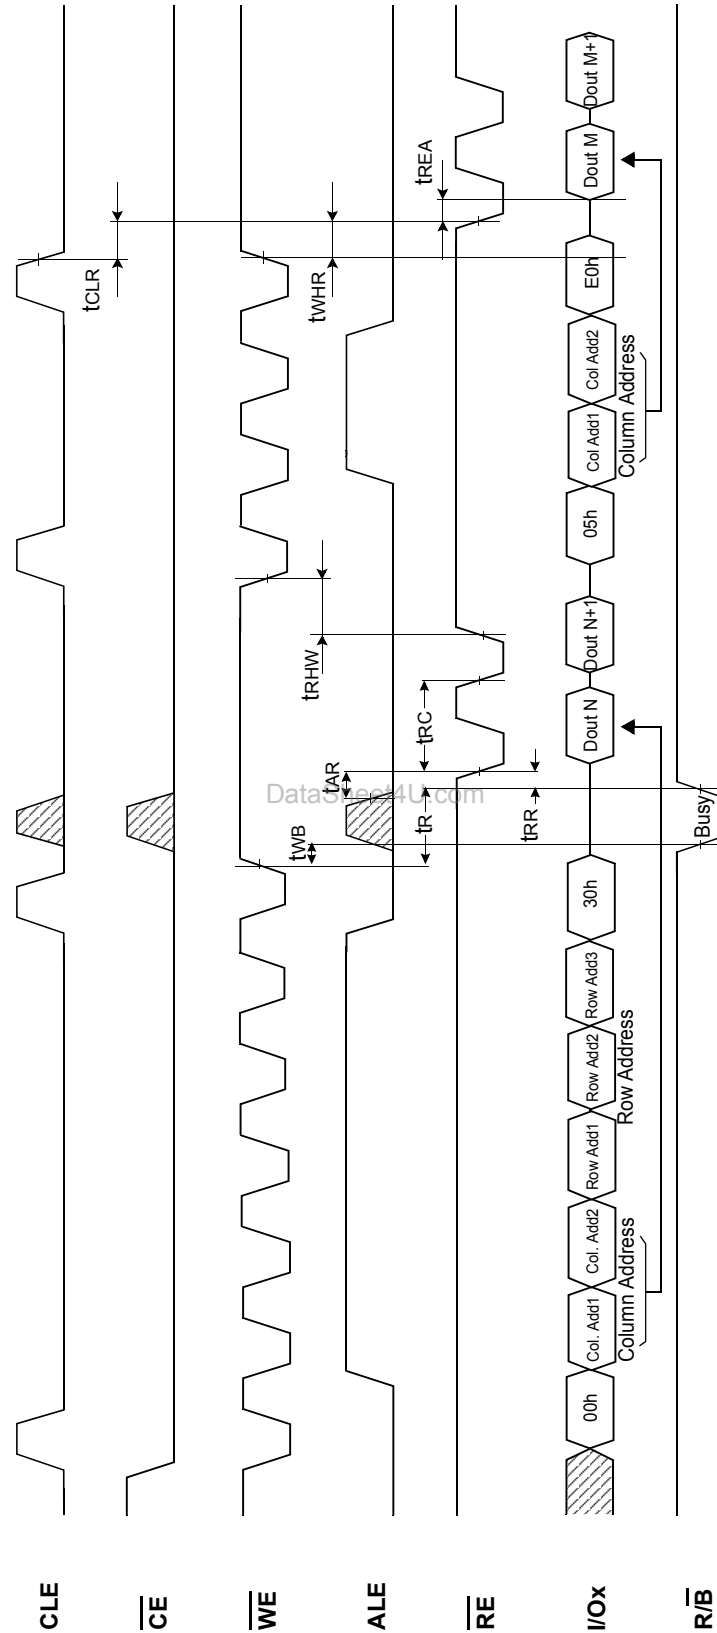 CLE
CE
WE
ALE
RE
I/Ox
R/B
tCLR
tWHR
tREA
tRHW
tRC
tAR
tR
tRR
tWB
00h
Col. Add1
Col. Add2
Row Add1
Row Add2
Row Add3
30h
Dout N
Dout N+1
05h
Col Add1
Col Add2
E0h
Dout M
Dout M+1
Column Address
Row Address
Column Address
Busy
DataSheet4U.com